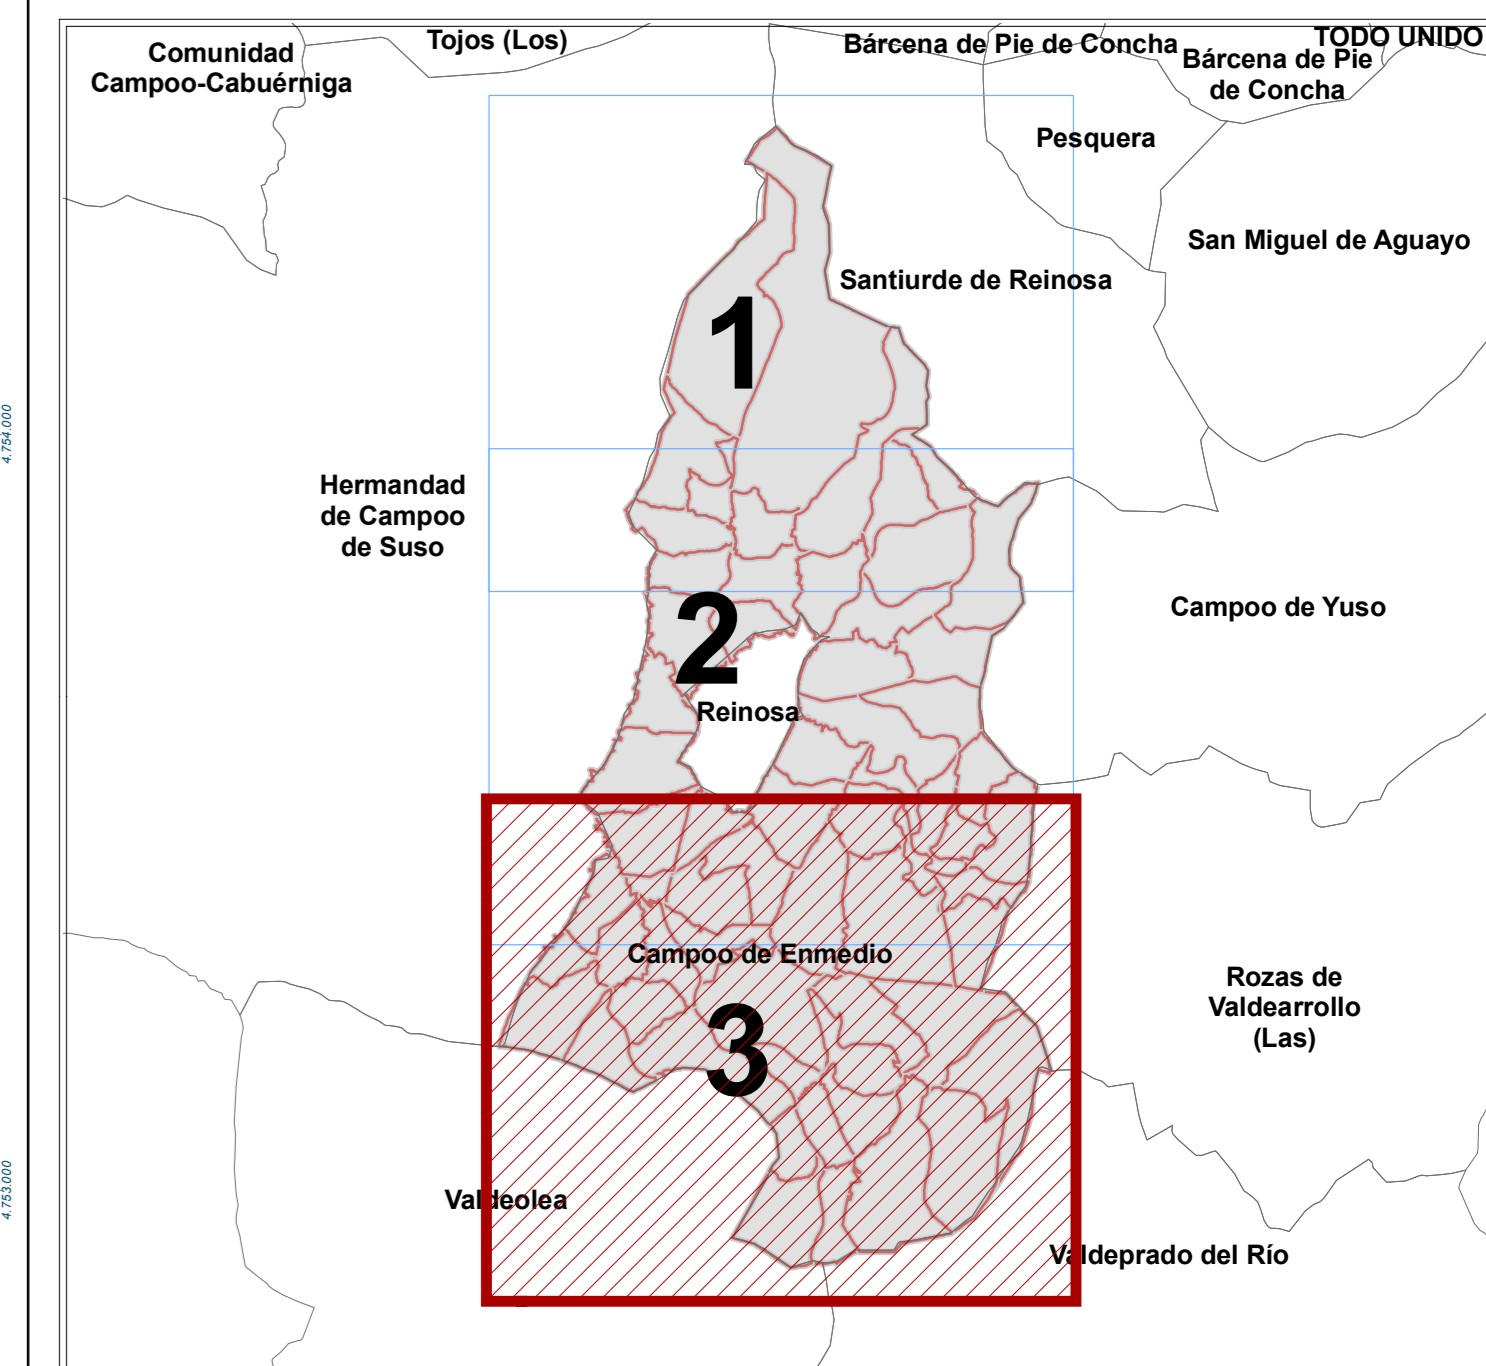 TODO UNIDO
Tojos (Los)
Bárcena de Pie de Concha
Comunidad
Campoo-Cabuérniga
Bárcena de Pie
de Concha
Pesquera
San Miguel de Aguayo
Santiurde de Reinosa
1
4.754.000
Hermandad
de Campoo
de Suso
Campoo de Yuso
2
Reinosa
Campoo de Enmedio
Rozas de
Valdearrollo
(Las)
3
4.753.000
Valdeolea
Valdeprado del Río